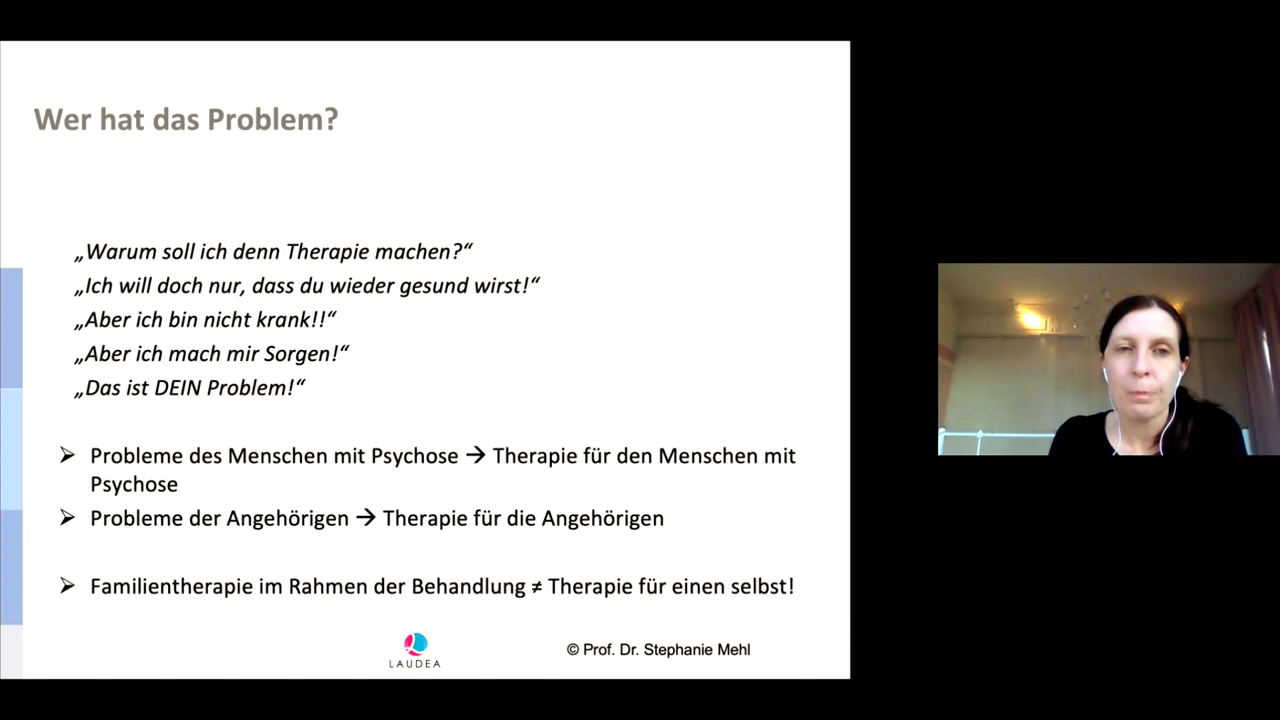 Wer hat das Problem?
„Warum soll ich denn Therapie machen?“
„Ich will doch nur, dass du wieder gesund wirst!“
„Aber ich bin nicht krank!!“
„Aber ich mach mir Sorgen!“
„Das ist DEIN Problem!“
➢ Probleme des Menschen mit Psychose → Therapie für den Menschen mit
Psychose
➢ Probleme der Angehörigen → Therapie für die Angehörigen
➢ Familientherapie im Rahmen der Behandlung ≠ Therapie für einen selbst!
LAUDEA
© Prof. Dr. Stephanie Mehl